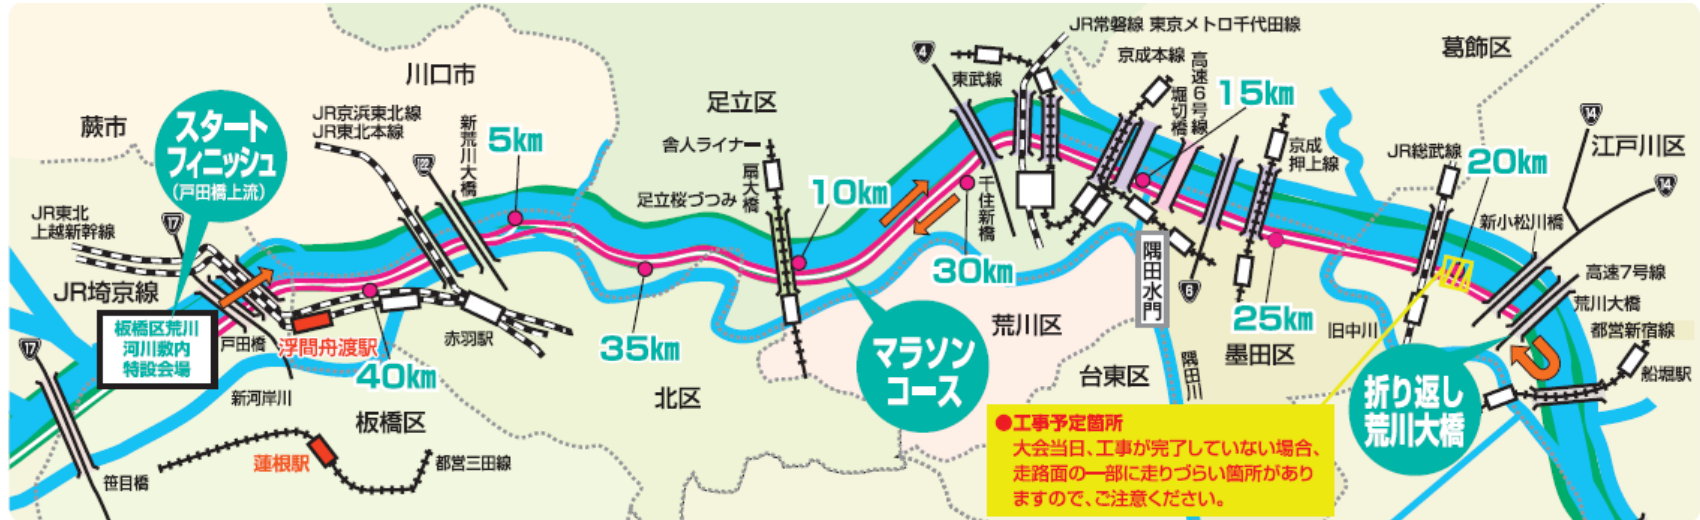 蕨市
川口市
足立区
葛飾区
江戸川区
スタート
フィニッシュ
(戸田橋上流)
JR東北
上越新幹線
17
JR埼京線
JR京浜東北線
JR東北本線
122
新荒川大橋
5km
舎人ライナー
足立桜づつみ
扇大橋
10km
4
東武線
JR常磐線 東京メトロ千代田線
京成本線
高速6号線
堀切橋
15km
京成
押上線
JR総武線
20km
14
14
新小松川橋
高速7号線
荒川大橋
都営新宿線
船堀駅
千住新橋
30km
隅田水門
6
25km
旧中川
墨田区
隅田川
台東区
荒川区
マラソン
コース
35km
北区
40km
赤羽駅
浮間舟渡駅
戸田橋
板橋区荒川
河川敷内
特設会場
17
新河岸川
板橋区
蓮根駅
都営三田線
笹目橋
折り返し
荒川大橋
●工事予定箇所
大会当日、工事が完了していない場合、
走路面の一部に走りづらい箇所があり
ますので、ご注意ください。